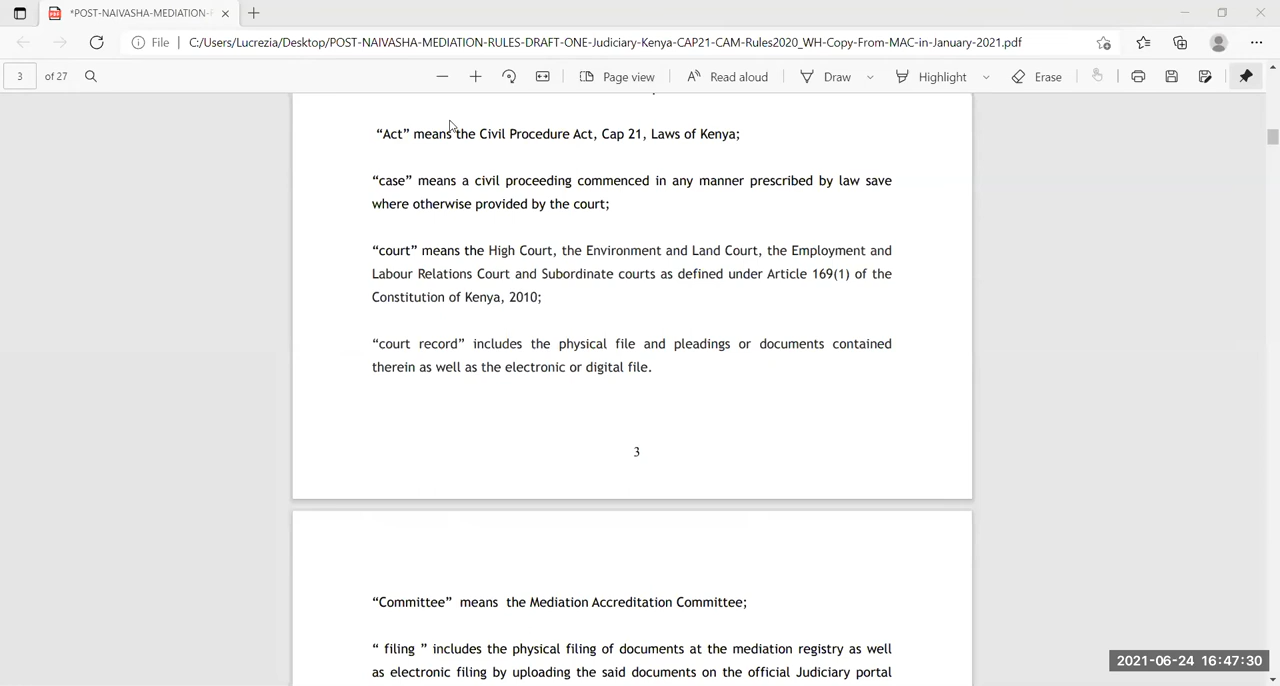 *POST-NAIVASHA-MEDIATION-
File
C:/Users/Lucrezia/Desktop/POST-NAIVASHA-MEDIATION-RULES-DRAFT-ONE-Judiciary-Kenya-CAP21-CAM-Rules2020_WH-Copy-From-MAC-in-January-2021.pdf
3 of 27
Page view
Read aloud
Draw
Highlight
Erase
“Act” means the Civil Procedure Act, Cap 21, Laws of Kenya;
“case” means a civil proceeding commenced in any manner prescribed by law save
where otherwise provided by the court;
“court” means the High Court, the Environment and Land Court, the Employment and
Labour Relations Court and Subordinate courts as defined under Article 169(1) of the
Constitution of Kenya, 2010;
“court record” includes the physical file and pleadings or documents contained
therein as well as the electronic or digital file.
3
“Committee” means the Mediation Accreditation Committee;
“ filing ” includes the physical filing of documents at the mediation registry as well
as electronic filing by uploading the said documents on the official Judiciary portal
2021-06-24 16:47:30